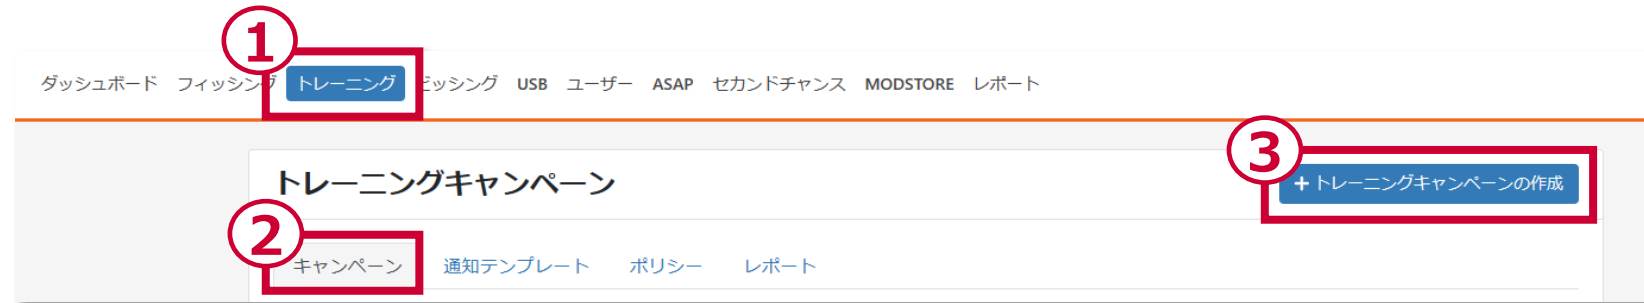 1
ダッシュボード フィッシング トレーニング ビッシング USB ユーザー ASAP セカンドチャンス MODSTORE レポート
3
トレーニングキャンペーン
+ トレーニングキャンペーンの作成
2
キャンペーン 通知テンプレート ポリシー レポート